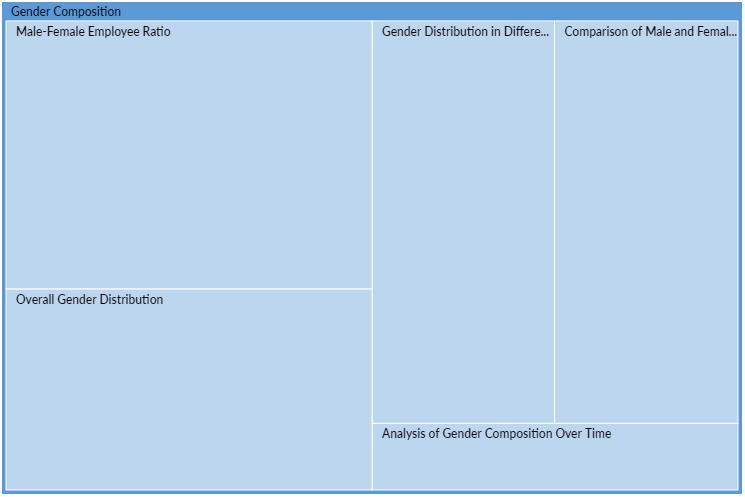 Gender Composition
Male-Female Employee Ratio
Gender Distribution in Differe...
Comparison of Male and Femal...
Overall Gender Distribution
Analysis of Gender Composition Over Time